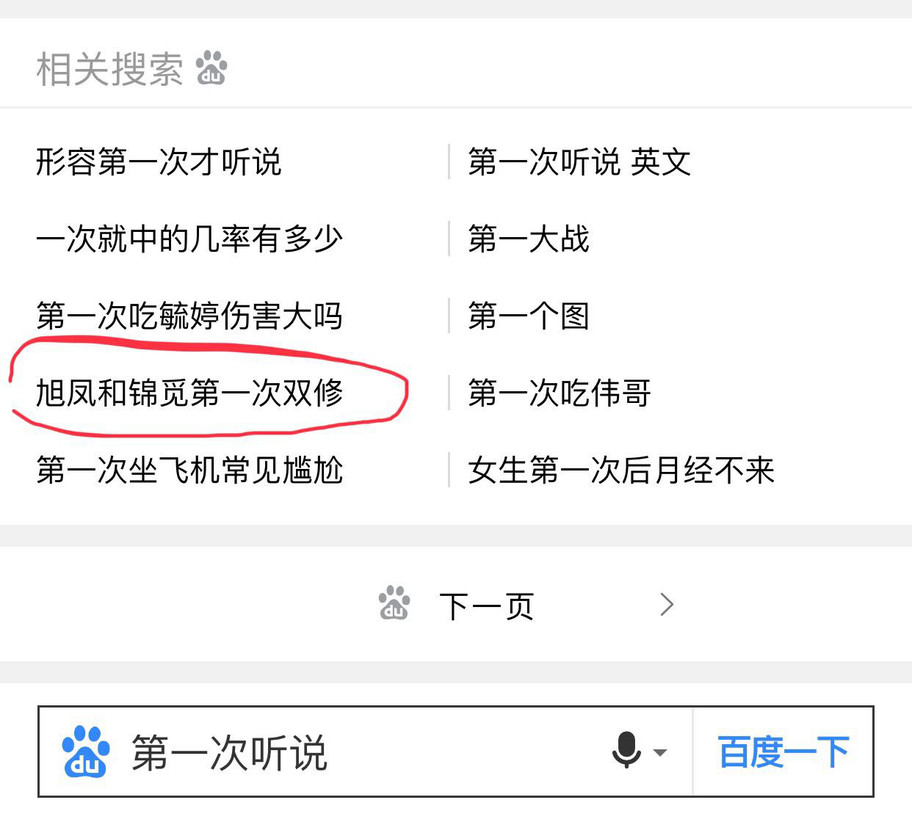 相关搜索 du
形容第一次才听说 第一次听说 英文
一次就中的几率有多少 第一大战
第一次吃毓婷伤害大吗 第一个图
旭凤和锦觅第一次双修 第一次吃伟哥
第一次坐飞机常见尴尬 女生第一次后月经不来
du 下一页
du 第一次听说 百度一下